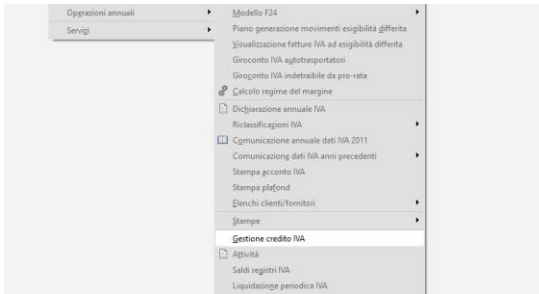 Operazioni annuali
Servizi
Modello F24
Piano generazione movimenti esigibilità differita
Visualizzazione fatture IVA ad esigibilità differita
Giroconto IVA autotrasportatori
Giroconto IVA indetraibile da pro-rata
Calcolo regime del margine
Dichiarazione annuale IVA
Riclassificazioni IVA
Comunicazione annuale dati IVA 2011
Comunicazione dati IVA anni precedenti
Stampa acconto IVA
Stampa plafond
Elenchi clienti/fornitori
Stampe
Gestione credito IVA
Attività
Saldi registri IVA
Liquidazione periodica IVA